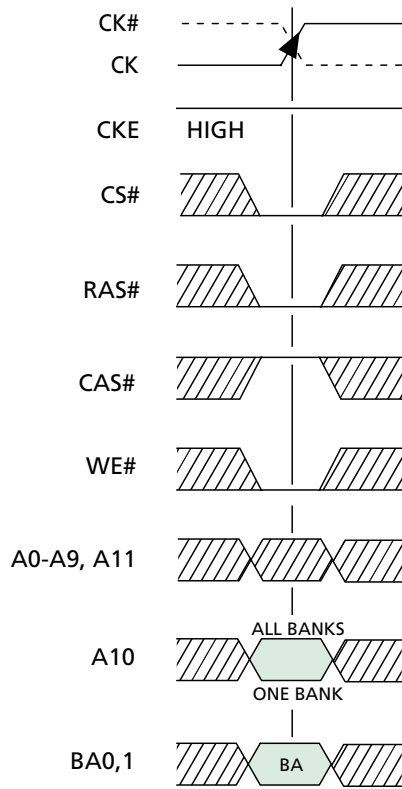 CK#
CK
CKE HIGH
CS#
RAS#
CAS#
WE#
A0-A9, A11
ALL BANKS
A10
ONE BANK
BA0,1 BA